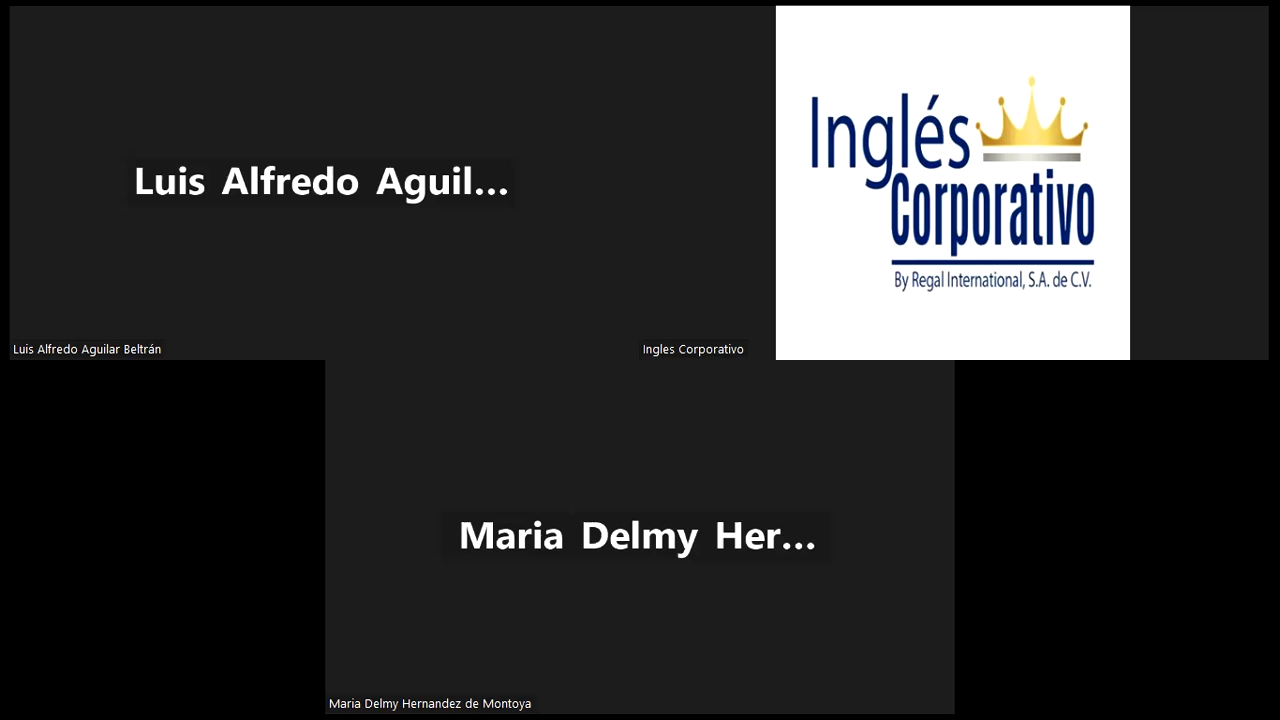 Luis Alfredo Aguil...
Luis Alfredo Aguilar Beltrán
Inglés
Corporativo
By Regal International, S.A. de C.V.
Ingles Corporativo
Maria Delmy Her...
Maria Delmy Hernandez de Montoya